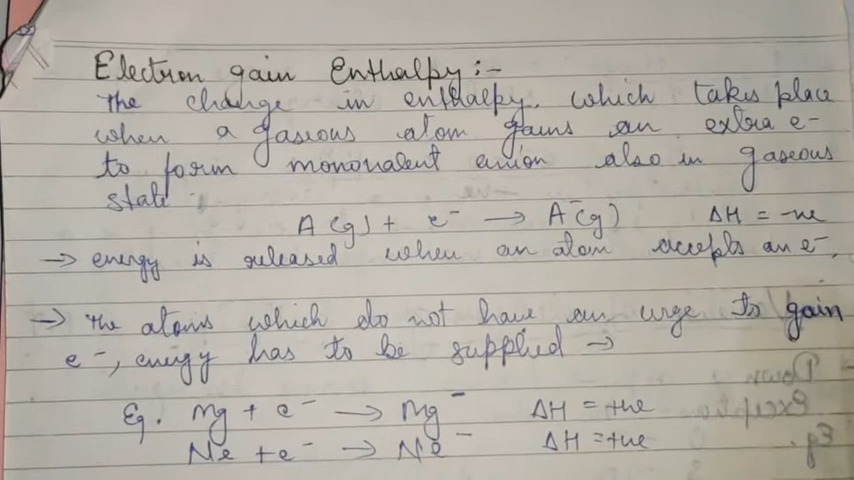 Electron gain Enthalpy :-
The change in enthalpy. which takes place
when a gaseous atom gains an extra e-
to form monovalent anion also in gaseous
state
A(g) + e⁻ → A⁻(g) ΔH = -ve
→ energy is released when an atom accepts an e⁻.
→ The atoms which do not have an urge to gain
e⁻, energy has to be supplied →
Eg. Mg + e⁻ → Mg⁻ ΔH = +ve
Ne + e⁻ → Ne⁻ ΔH = +ve